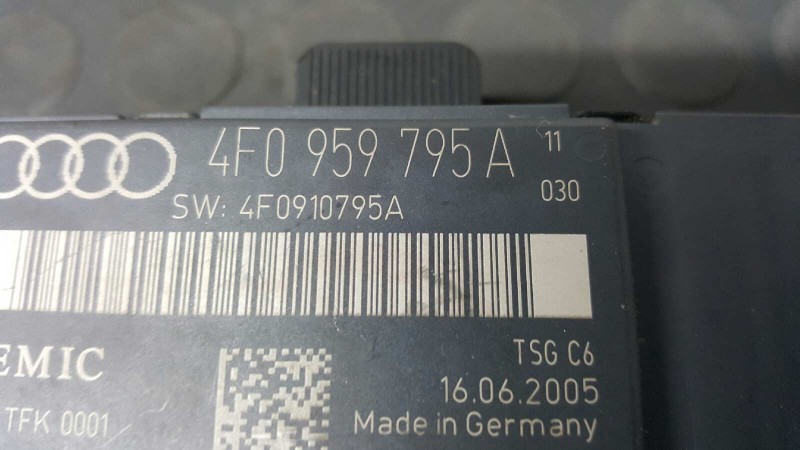 4F0 959 795 A 11
030
SW: 4F0910795A
EMIC
TSG C6
16.06.2005
TFK 0001
Made in Germany